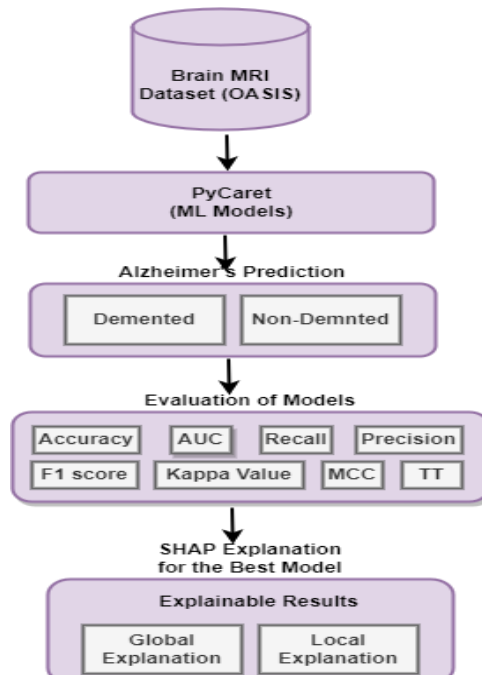 Brain MRI
Dataset (OASIS)
PyCaret
(ML Models)
Alzheimer's Prediction
Demented
Non-Demnted
Evaluation of Models
Accuracy
AUC
Recall
Precision
F1 score
Kappa Value
MCC
TT
SHAP Explanation
for the Best Model
Explainable Results
Global
Explanation
Local
Explanation